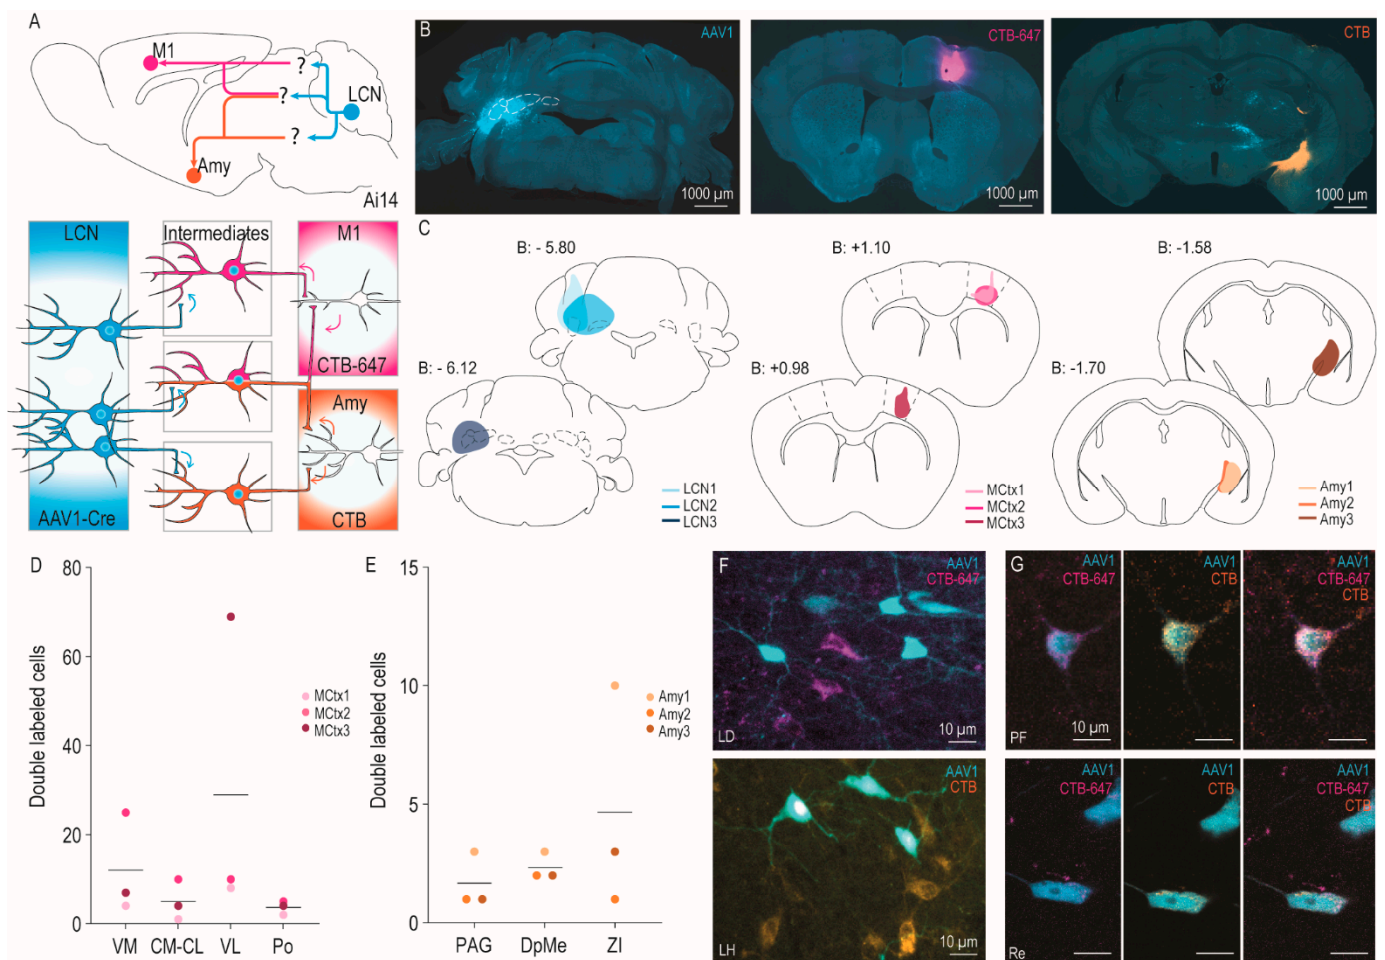 A
M1
?
?
LCN
?
Amy
Ai14
LCN
Intermediates
M1
CTB-647
Amy
AAV1-Cre
CTB
B
AAV1
1000 µm
CTB-647
1000 µm
CTB
1000 µm
C
B: - 5.80
B: +1.10
B: -1.58
B: - 6.12
B: +0.98
B: -1.70
LCN1
LCN2
LCN3
MCtx1
MCtx2
MCtx3
Amy1
Amy2
Amy3
D
Double labeled cells
80
60
40
20
0
VM CM-CL VL Po
MCtx1
MCtx2
MCtx3
E
Double labeled cells
15
10
5
0
PAG DpMe ZI
Amy1
Amy2
Amy3
F
AAV1
CTB-647
LD
10 µm
AAV1
CTB
LH
10 µm
G
AAV1
CTB-647
PF
10 µm
AAV1
CTB
AAV1
CTB-647
CTB
AAV1
CTB-647
Re
AAV1
CTB
AAV1
CTB-647
CTB